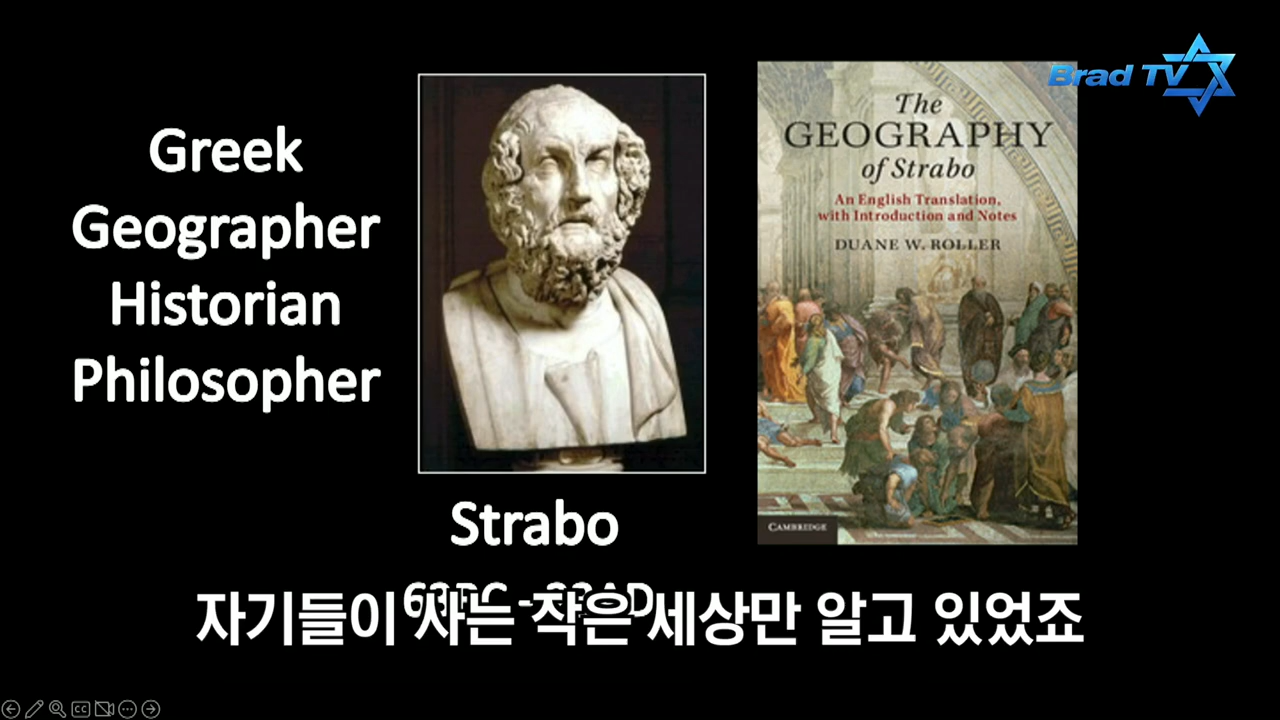 Brad TV
Greek
Geographer
Historian
Philosopher
The
GEOGRAPHY
of Strabo
An English Translation,
with Introduction and Notes
DUANE W. ROLLER
CAMBRIDGE
Strabo
자기들이 사는 작은 세상만 알고 있었죠
CC